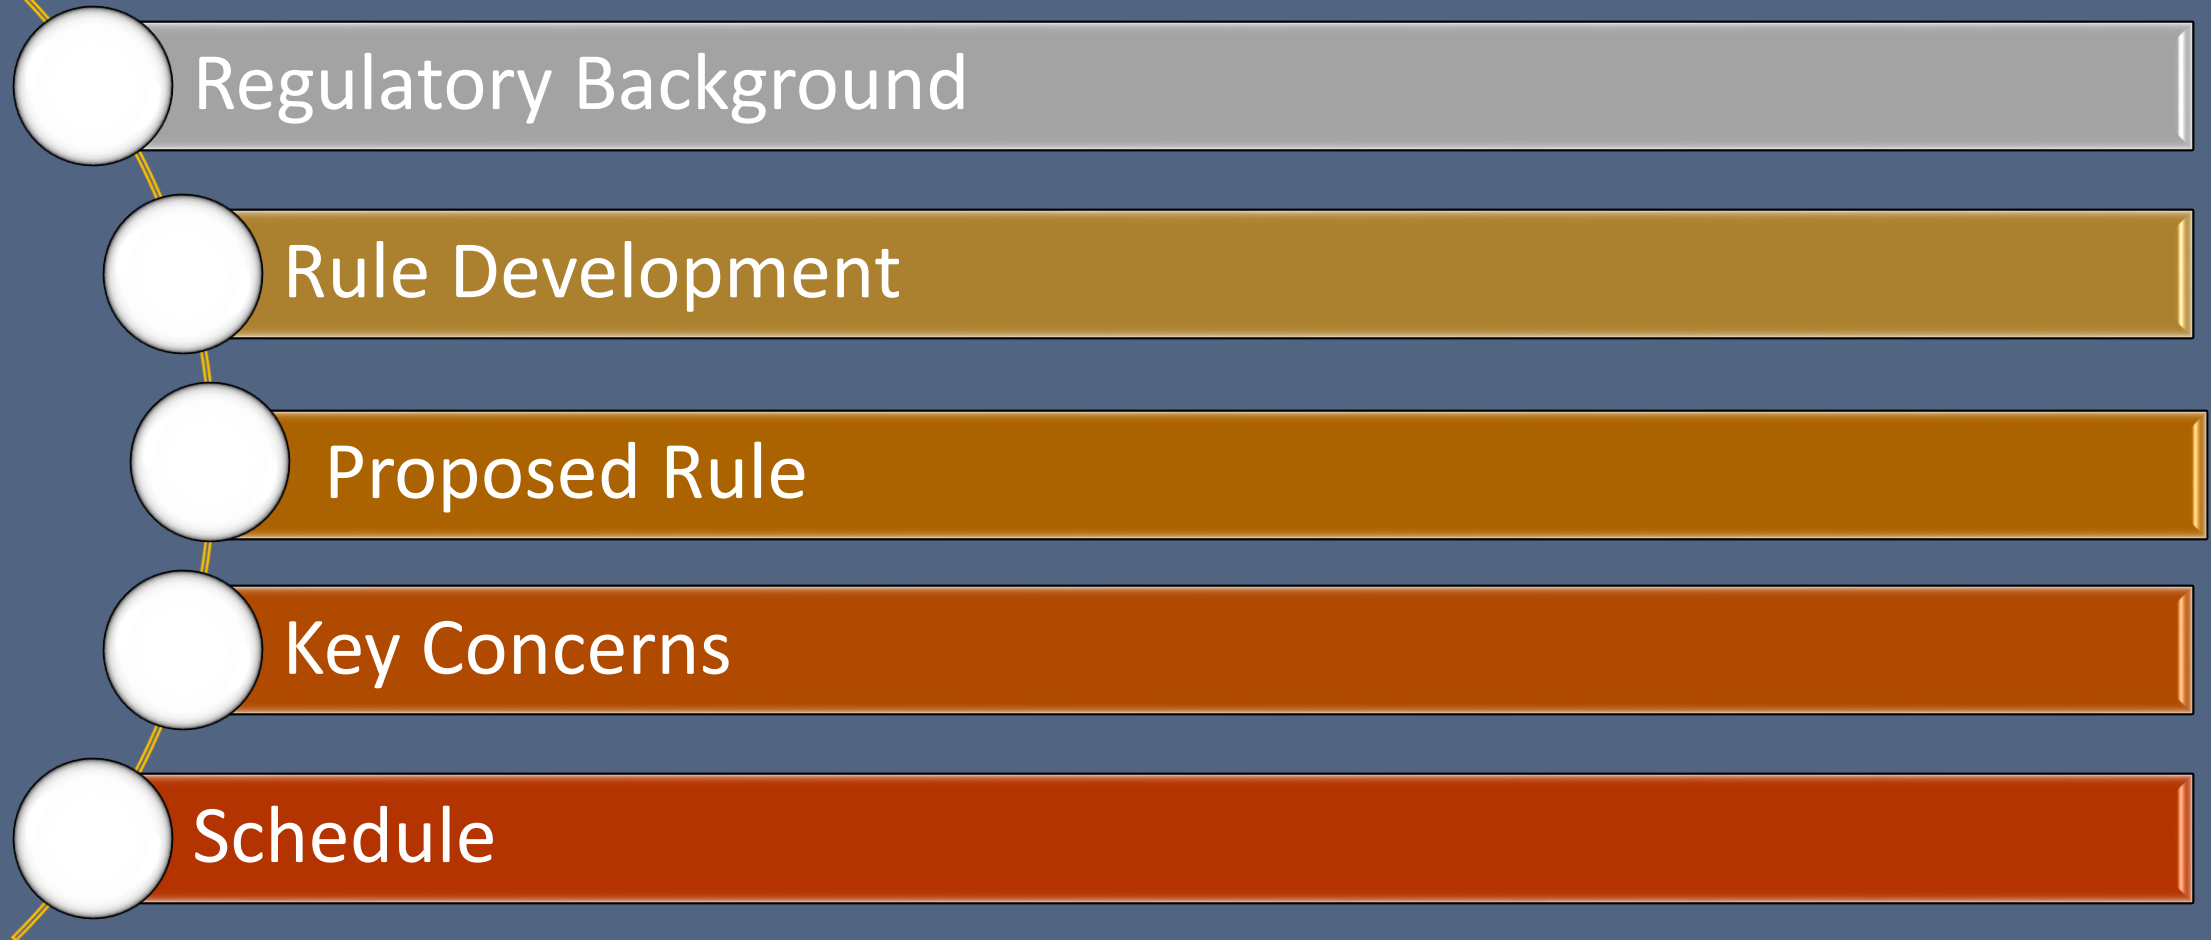 Regulatory Background
Rule Development
Proposed Rule
Key Concerns
Schedule